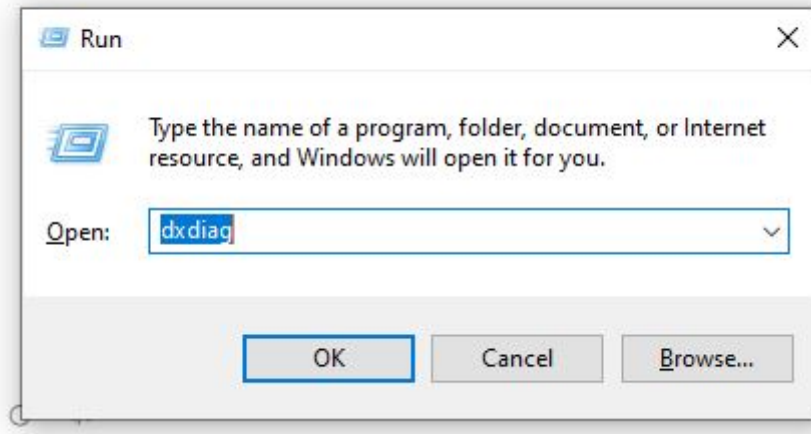 Run
Type the name of a program, folder, document, or Internet
resource, and Windows will open it for you.
Open:
dxdiag
OK
Cancel
Browse...